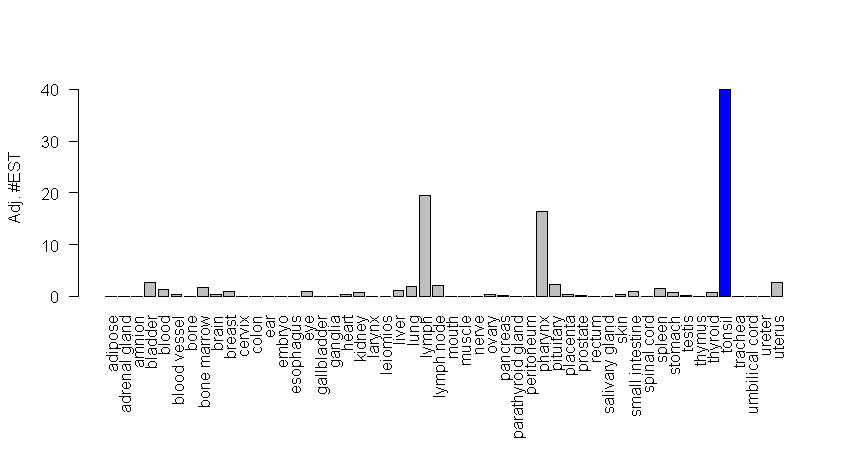 Adj. #EST
40
30
20
10
0
adipose
adrenal gland
amnion
bladder
blood
blood vessel
bone
bone marrow
brain
breast
cervix
colon
ear
embryo
esophagus
eye
gallbladder
ganglia
heart
kidney
larynx
leiomios
liver
lung
lymph
lymph node
mouth
muscle
nerve
ovary
pancreas
parathyroid gland
peritoneum
pharynx
pituitary
placenta
prostate
rectum
salivary gland
skin
small intestine
spinal cord
spleen
stomach
testis
thymus
thyroid
tonsil
trachea
umbilical cord
ureter
uterus